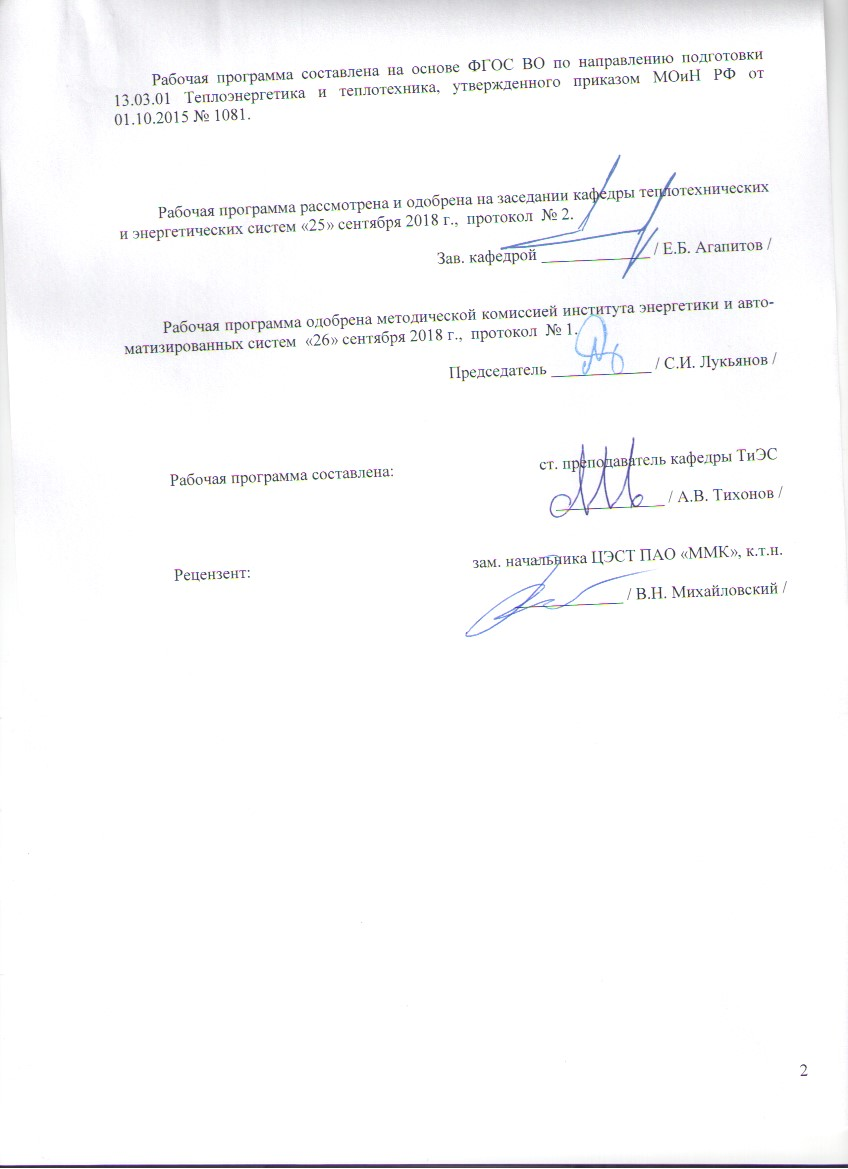 Рабочая программа составлена на основе ФГОС ВО по направлению подготовки
13.03.01 Теплоэнергетика и теплотехника, утвержденного приказом МОиН РФ от
01.10.2015 № 1081.
Рабочая программа рассмотрена и одобрена на заседании кафедры теплотехнических
и энергетических систем «25» сентября 2018 г., протокол № 2.
Зав. кафедрой _____________ / Е.Б. Агапитов /
Рабочая программа одобрена методической комиссией института энергетики и авто-
матизированных систем «26» сентября 2018 г., протокол № 1.
Председатель ____________ / С.И. Лукьянов /
Рабочая программа составлена: ст. преподаватель кафедры ТиЭС
_____________ / А.В. Тихонов /
Рецензент: зам. начальника ЦЭСТ ПАО «ММК», к.т.н.
_____________ / В.Н. Михайловский /
2